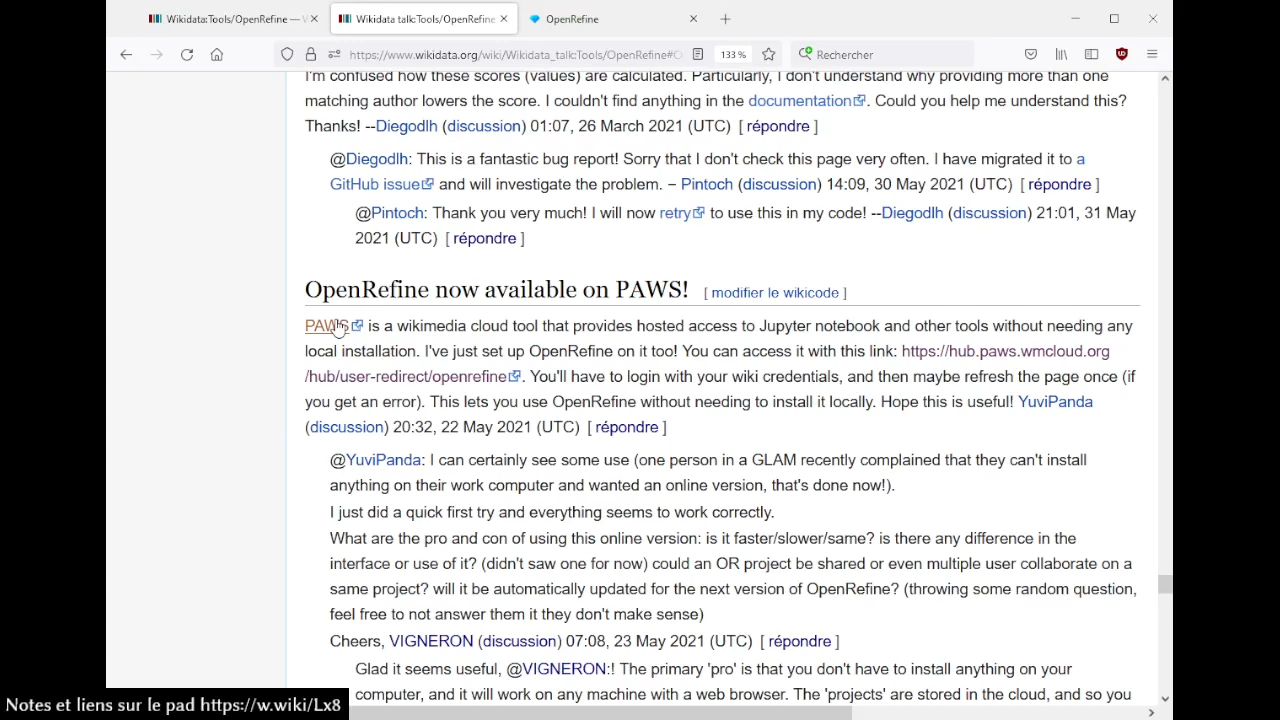 Wikidata:Tools/OpenRefine — W
Wikidata talk:Tools/OpenRefine
OpenRefine
https://www.wikidata.org/wiki/Wikidata_talk:Tools/OpenRefine#O
133 %
Rechercher
I'm confused how these scores (values) are calculated. Particularly, I don't understand why providing more than one
matching author lowers the score. I couldn't find anything in the documentation. Could you help me understand this?
Thanks! --Diegodlh (discussion) 01:07, 26 March 2021 (UTC) [ répondre ]
@Diegodlh: This is a fantastic bug report! Sorry that I don't check this page very often. I have migrated it to a
GitHub issue and will investigate the problem. − Pintoch (discussion) 14:09, 30 May 2021 (UTC) [ répondre ]
@Pintoch: Thank you very much! I will now retry to use this in my code! --Diegodlh (discussion) 21:01, 31 May
2021 (UTC) [ répondre ]
OpenRefine now available on PAWS! [ modifier le wikicode ]
PAWS is a wikimedia cloud tool that provides hosted access to Jupyter notebook and other tools without needing any
local installation. I've just set up OpenRefine on it too! You can access it with this link: https://hub.paws.wmcloud.org
/hub/user-redirect/openrefine. You'll have to login with your wiki credentials, and then maybe refresh the page once (if
you get an error). This lets you use OpenRefine without needing to install it locally. Hope this is useful! YuviPanda
(discussion) 20:32, 22 May 2021 (UTC) [ répondre ]
@YuviPanda: I can certainly see some use (one person in a GLAM recently complained that they can't install
anything on their work computer and wanted an online version, that's done now!).
I just did a quick first try and everything seems to work correctly.
What are the pro and con of using this online version: is it faster/slower/same? is there any difference in the
interface or use of it? (didn't saw one for now) could an OR project be shared or even multiple user collaborate on a
same project? will it be automatically updated for the next version of OpenRefine? (throwing some random question,
feel free to not answer them it they don't make sense)
Cheers, VIGNERON (discussion) 07:08, 23 May 2021 (UTC) [ répondre ]
Glad it seems useful, @VIGNERON:! The primary 'pro' is that you don't have to install anything on your
computer, and it will work on any machine with a web browser. The 'projects' are stored in the cloud, and so you
Notes et liens sur le pad https://w.wiki/Lx8